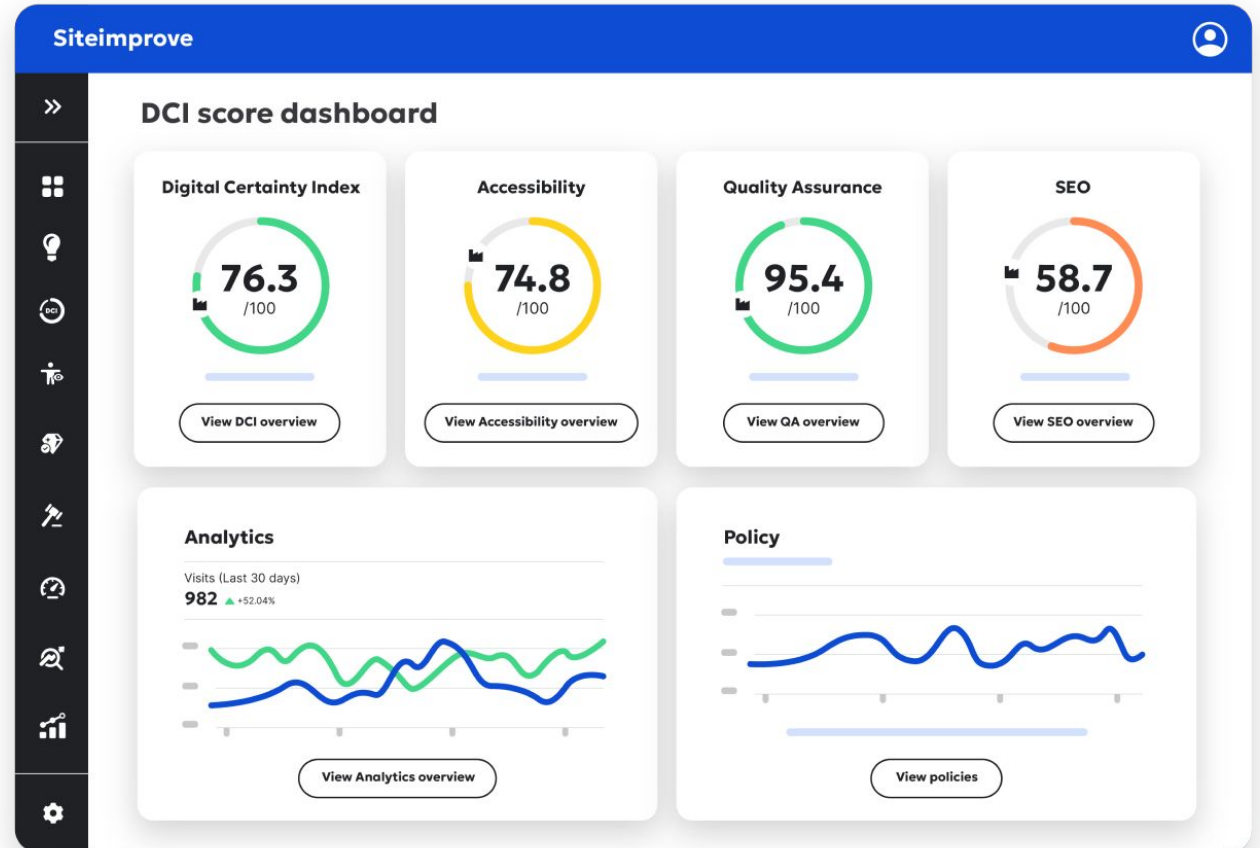 Siteimprove
DCI score dashboard
Digital Certainty Index
76.3
/100
View DCI overview
Accessibility
74.8
/100
View Accessibility overview
Quality Assurance
95.4
/100
View QA overview
SEO
58.7
/100
View SEO overview
DCI
Analytics
Visits (Last 30 days)
982 +52.04%
View Analytics overview
Policy
View policies